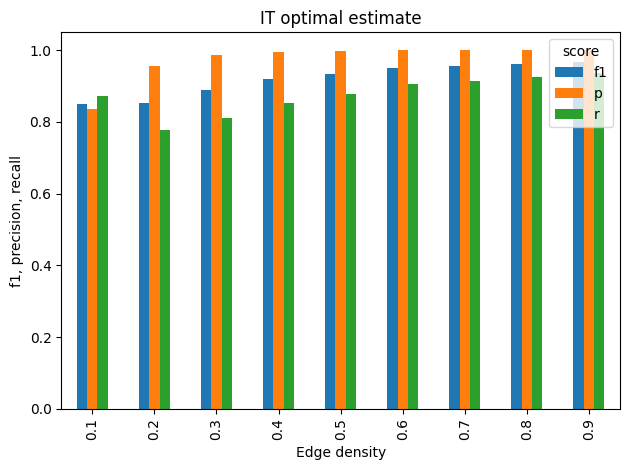 IT optimal estimate
f1, precision, recall
1.0
0.8
0.6
0.4
0.2
0.0
score
f1
p
r
0.1 0.2 0.3 0.4 0.5 0.6 0.7 0.8 0.9
Edge density